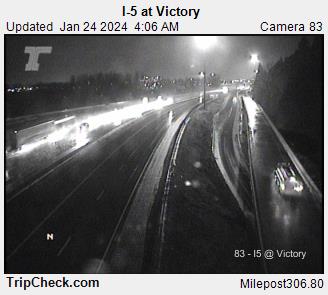 I-5 at Victory
Updated  Jan 24 2024  4:06 AM
Camera 83
T
N
83 - I5 @ Victory
TripCheck.com
Milepost306.80